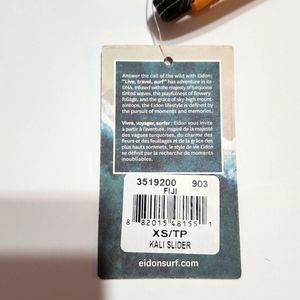 Answer the call of the wild with Eidon:
"Live, travel, surf" has adventure in its
DNA. Infused with the majesty of turquoise
tinted waves, the playfulness of flowery
foliage, and the grace of sky-high mount-
aintops, the Eidon lifestyle is defined by
the pursuit of moments and memories.
Vivre, voyager, surfer : Eidon vous invite
à partir à l'aventure. Inspiré de la majesté
des vagues turquoises, du charme des
fleurs et des feuillages et de la grâce des
plus hauts sommets, le style de vie Eidon
se définit par la recherche de moments
inoubliables.
3519200 903
FIJI
8 82015 48155 1
XS/TP
KALI SLIDER
eidonsurf.com